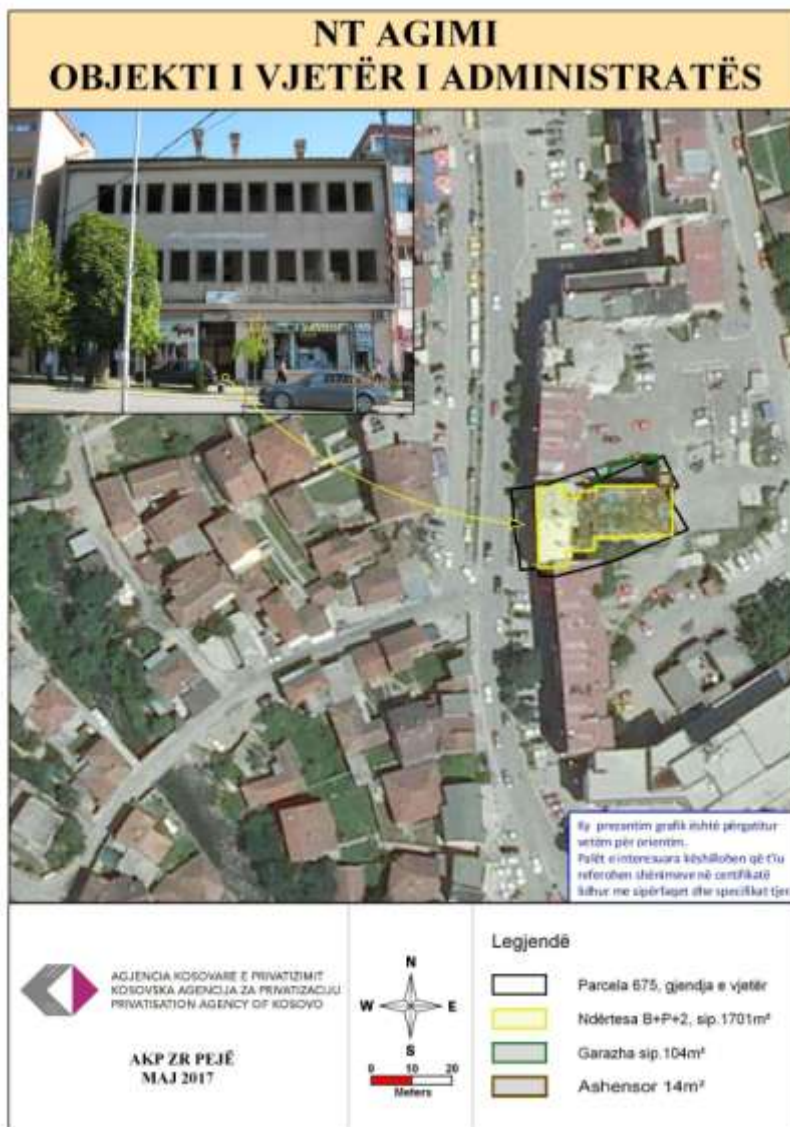 NT AGIMI
OBJEKTI I VJETËR I ADMINISTRATËS
Ky prezantim grafik është përgatitur
vetëm për orientim.
Palët e interesuara këshillohen që t'iu
referohen shënimeve në certifikatë
lidhur me sipërfaqet dhe specifikat tjera
AGJENCIA KOSOVARE E PRIVATIZIMIT
KOSOVSKA AGENCIJA ZA PRIVATIZACIJU
PRIVATISATION AGENCY OF KOSOVO
AKP ZR PEJË
MAJ 2017
N
W E
S
0 10 20
Meters
Legjendë
Parcela 675, gjendja e vjetër
Ndërtesa B+P+2, sip.1701m²
Garazha sip.104m²
Ashensor 14m²